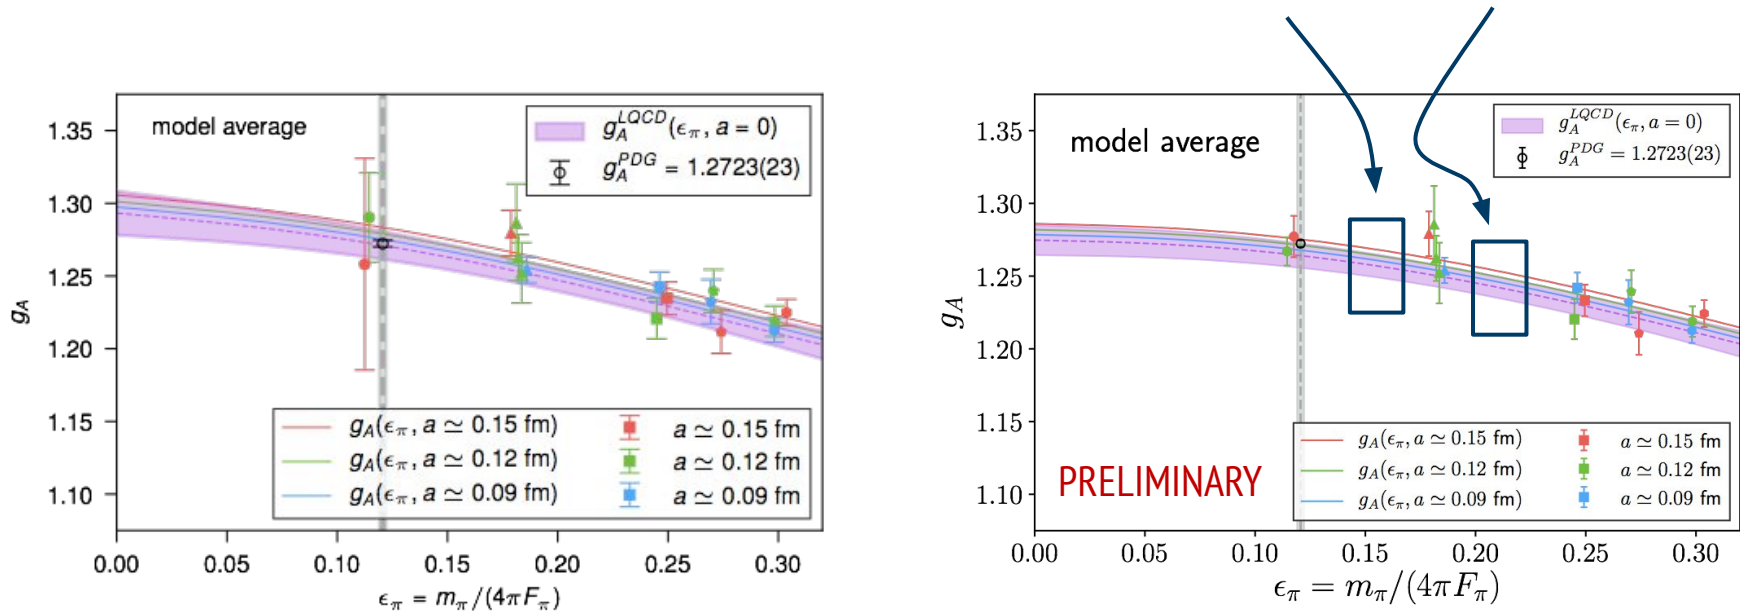 model average
g_A^{LQCD}(ϵ_π, a = 0)
g_A^{PDG} = 1.2723(23)
1.35
1.30
1.25
1.20
1.15
1.10
g_A
g_A(ϵ_π, a ≃ 0.15 fm)
a ≃ 0.15 fm
g_A(ϵ_π, a ≃ 0.12 fm)
a ≃ 0.12 fm
g_A(ϵ_π, a ≃ 0.09 fm)
a ≃ 0.09 fm
0.00
0.05
0.10
0.15
0.20
0.25
0.30
ϵ_π = m_π/(4πF_π)
model average
g_A^{LQCD}(ϵ_π, a = 0)
g_A^{PDG} = 1.2723(23)
1.35
1.30
1.25
1.20
1.15
1.10
g_A
PRELIMINARY
g_A(ϵ_π, a ≃ 0.15 fm)
a ≃ 0.15 fm
g_A(ϵ_π, a ≃ 0.12 fm)
a ≃ 0.12 fm
g_A(ϵ_π, a ≃ 0.09 fm)
a ≃ 0.09 fm
0.00
0.05
0.10
0.15
0.20
0.25
0.30
ϵ_π = m_π/(4πF_π)